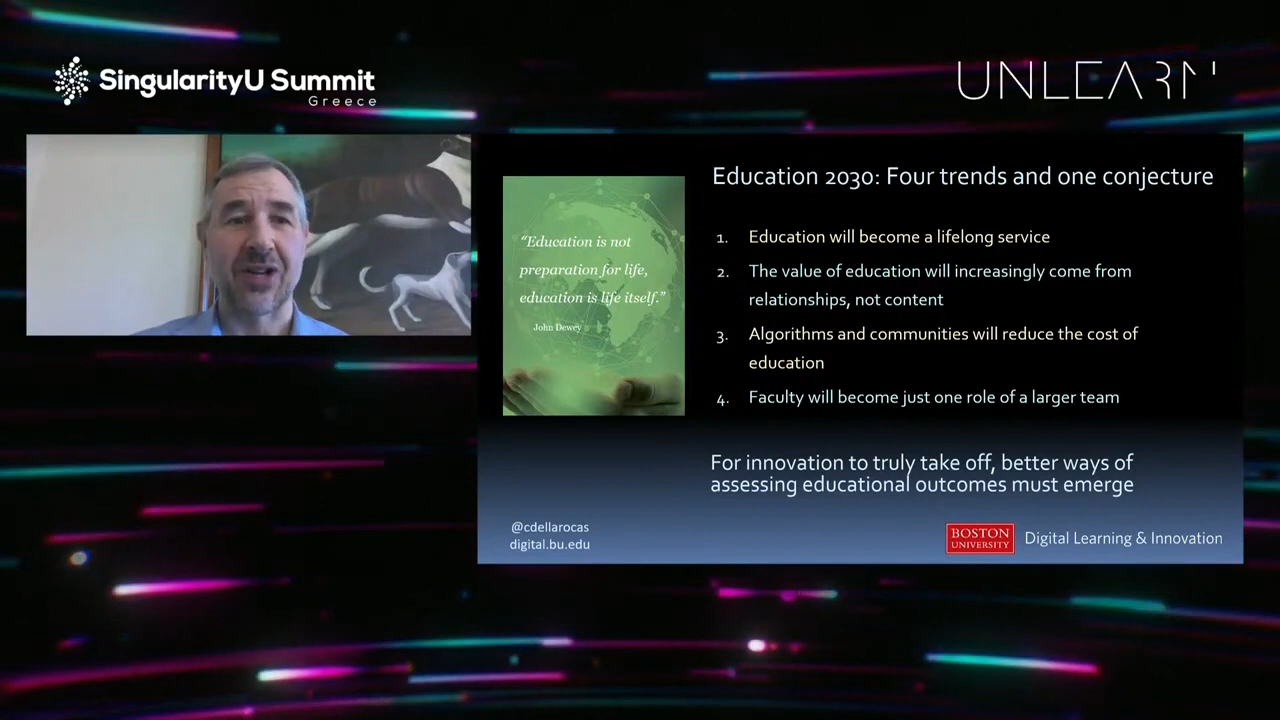 SingularityU Summit
Greece
UNLEARN
Education 2030: Four trends and one conjecture
“Education is not
preparation for life,
education is life itself.”
John Dewey
1. Education will become a lifelong service
2. The value of education will increasingly come from
relationships, not content
3. Algorithms and communities will reduce the cost of
education
4. Faculty will become just one role of a larger team
For innovation to truly take off, better ways of
assessing educational outcomes must emerge
@cdellarocas
digital.bu.edu
BOSTON
UNIVERSITY
Digital Learning & Innovation